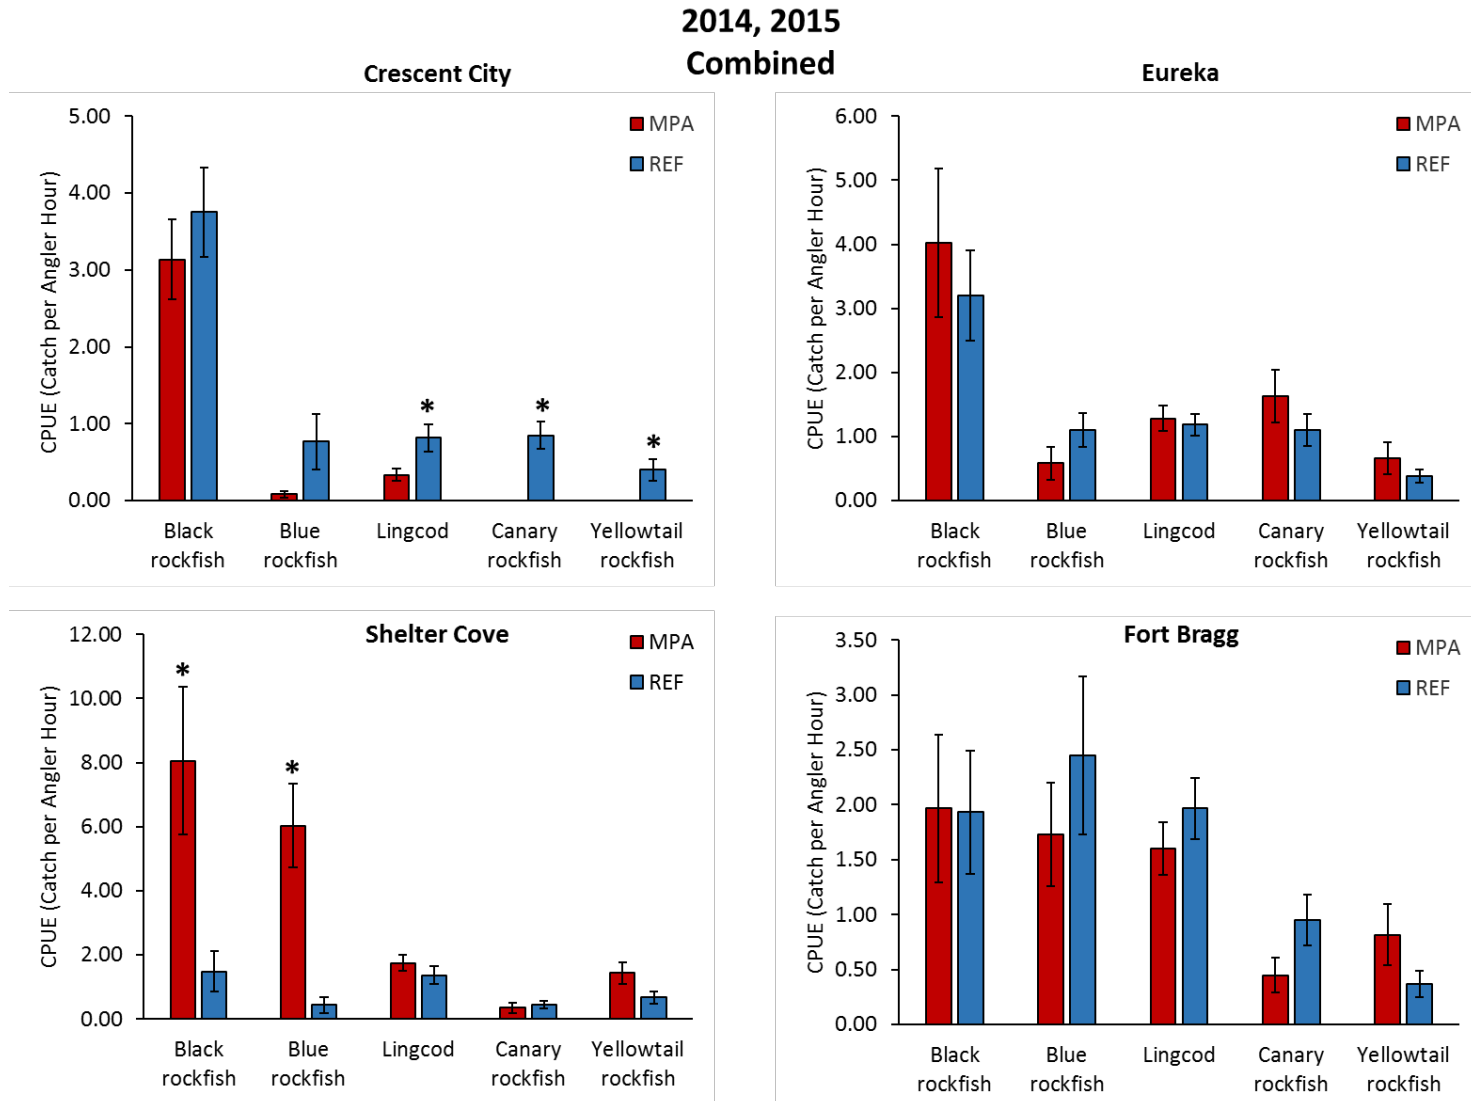 2014, 2015
Combined
Crescent City
MPA
REF
CPUE (Catch per Angler Hour)
5.00
4.00
3.00
2.00
1.00
0.00
*
*
*
Black rockfish
Blue rockfish
Lingcod
Canary rockfish
Yellowtail rockfish
Eureka
MPA
REF
CPUE (Catch per Angler Hour)
6.00
5.00
4.00
3.00
2.00
1.00
0.00
Black rockfish
Blue rockfish
Lingcod
Canary rockfish
Yellowtail rockfish
Shelter Cove
MPA
REF
CPUE (Catch per Angler Hour)
12.00
10.00
8.00
6.00
4.00
2.00
0.00
*
*
Black rockfish
Blue rockfish
Lingcod
Canary rockfish
Yellowtail rockfish
Fort Bragg
MPA
REF
CPUE (Catch per Angler Hour)
3.50
3.00
2.50
2.00
1.50
1.00
0.50
0.00
Black rockfish
Blue rockfish
Lingcod
Canary rockfish
Yellowtail rockfish